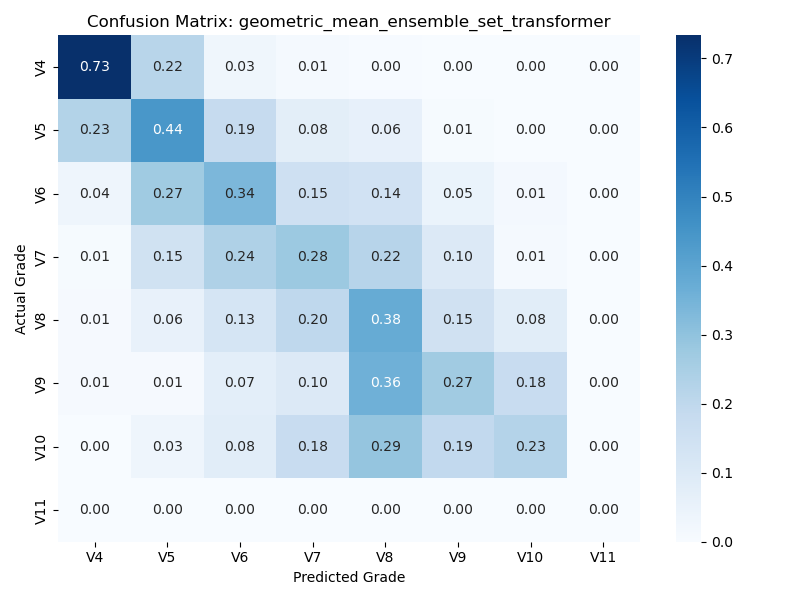 Confusion Matrix: geometric_mean_ensemble_set_transformer
V4 0.73 0.22 0.03 0.01 0.00 0.00 0.00 0.00
V5 0.23 0.44 0.19 0.08 0.06 0.01 0.00 0.00
V6 0.04 0.27 0.34 0.15 0.14 0.05 0.01 0.00
V7 0.01 0.15 0.24 0.28 0.22 0.10 0.01 0.00
V8 0.01 0.06 0.13 0.20 0.38 0.15 0.08 0.00
V9 0.01 0.01 0.07 0.10 0.36 0.27 0.18 0.00
V10 0.00 0.03 0.08 0.18 0.29 0.19 0.23 0.00
V11 0.00 0.00 0.00 0.00 0.00 0.00 0.00 0.00
V4 V5 V6 V7 V8 V9 V10 V11
Predicted Grade
Actual Grade
0.7
0.6
0.5
0.4
0.3
0.2
0.1
0.0